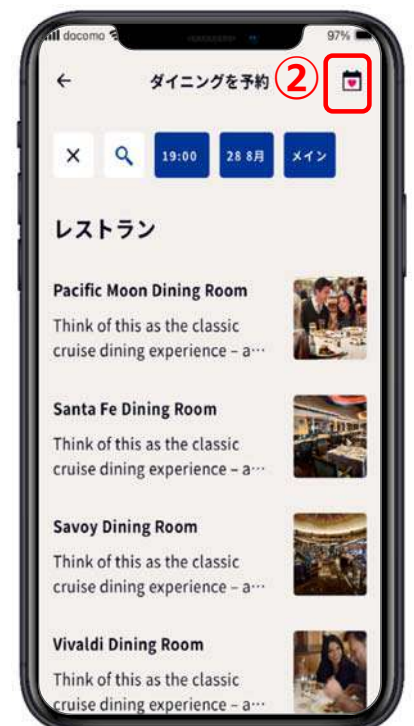 docomo 97%
← ダイニングを予約 ②
× 19:00 28 8月 メイン
レストラン
Pacific Moon Dining Room
Think of this as the classic
cruise dining experience – a…
Santa Fe Dining Room
Think of this as the classic
cruise dining experience – a…
Savoy Dining Room
Think of this as the classic
cruise dining experience – a…
Vivaldi Dining Room
Think of this as the classic
cruise dining experience – a…